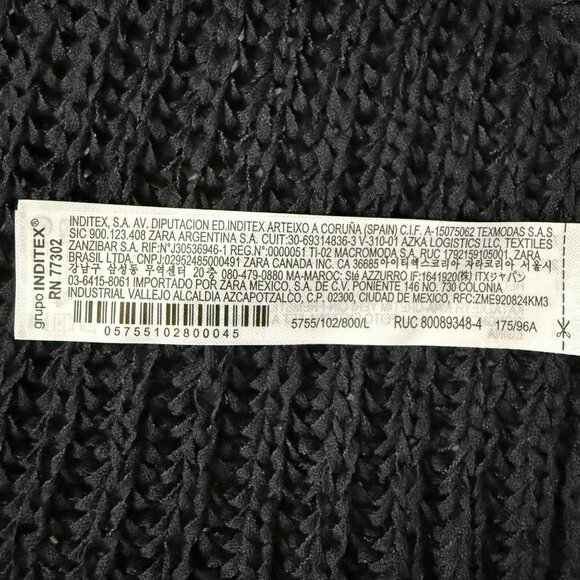 grupo INDITEX®
RN 77302
INDITEX, S.A. AV. DIPUTACION ED.INDITEX ARTEIXO A CORUÑA (SPAIN) C.I.F. A-15075062 TEXMODAS S.A.S
SIC 900.123.408 ZARA ARGENTINA S.A. CUIT:30-69314836-3 V-310-01 AZKA LOGISTICS LLC, TEXTILES
ZANZIBAR S.A. RIF:N°J30536946-1 REG.N°:0000051 TI-02 MACROMODA S.A. RUC 1792159105001, ZARA
BRASIL LTDA. CNPJ:02952485000491 ZARA CANADA INC. CA 36885 아이티엑스코리아 자라코리아 서울시
강남구 삼성동 무역센터 20층 080-479-0880 MA-MAROC 168 AZZURRO IF:1641920(株) ITXジャパン
03-6415-8061 IMPORTADO POR ZARA MEXICO, S.A. DE C.V. PONIENTE 146 NO. 730 COLONIA
INDUSTRIAL VALLEJO ALCALDIA AZCAPOTZALCO, C.P. 02300, CIUDAD DE MEXICO, RFC:ZME920824KM3
05755102800045 5755/102/800/L RUC 80089348-4 175/96A